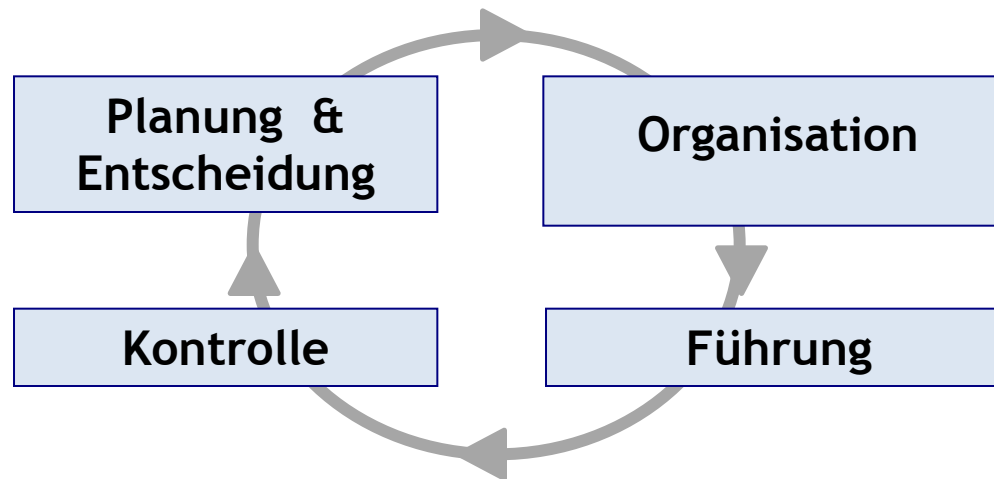 Planung & Entscheidung
Organisation
Kontrolle
Führung